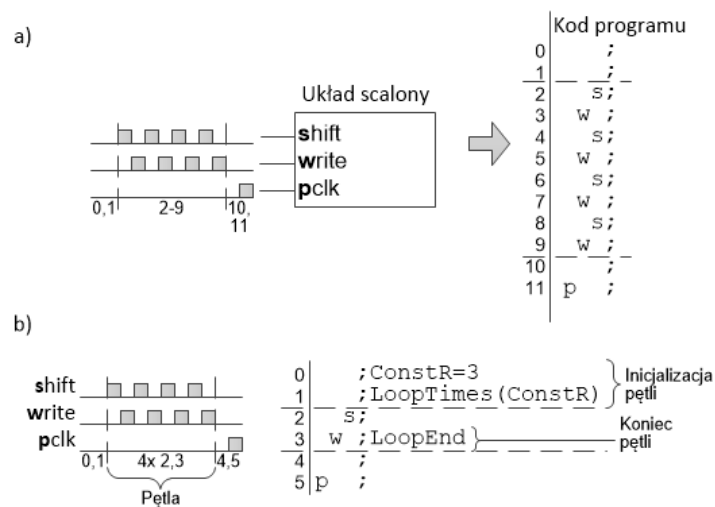 a)
Kod programu
0 ;
1 ;
2 s;
3 w ;
4 s;
5 w ;
6 s;
7 w ;
8 s;
9 w ;
10 ;
11 p ;
Układ scalony
shift
write
pclk
0,1 2-9 10,
11
b)
shift
write
pclk
0,1 4x 2,3 4,5
Pętla
0 ;ConstR=3
1 ;LoopTimes(ConstR)
2 s;
3 w ;LoopEnd
4 ;
5 p ;
Inicjalizacja
pętli
Koniec
pętli